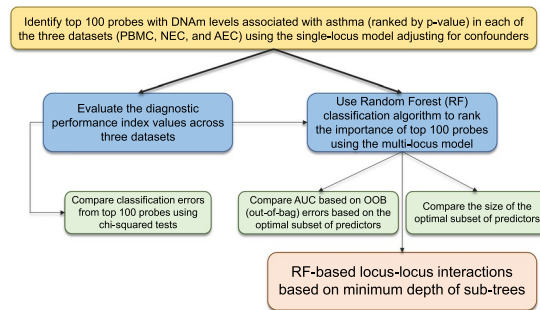 Identify top 100 probes with DNAm levels associated with asthma (ranked by p-value) in each of
the three datasets (PBMC, NEC, and AEC) using the single-locus model adjusting for confounders
Evaluate the diagnostic
performance index values across
three datasets
Use Random Forest (RF)
classification algorithm to rank
the importance of top 100 probes
using the multi-locus model
Compare classification errors
from top 100 probes using
chi-squared tests
Compare AUC based on OOB
(out-of-bag) errors based on the
optimal subset of predictors
Compare the size of the
optimal subset of predictors
RF-based locus-locus interactions
based on minimum depth of sub-trees